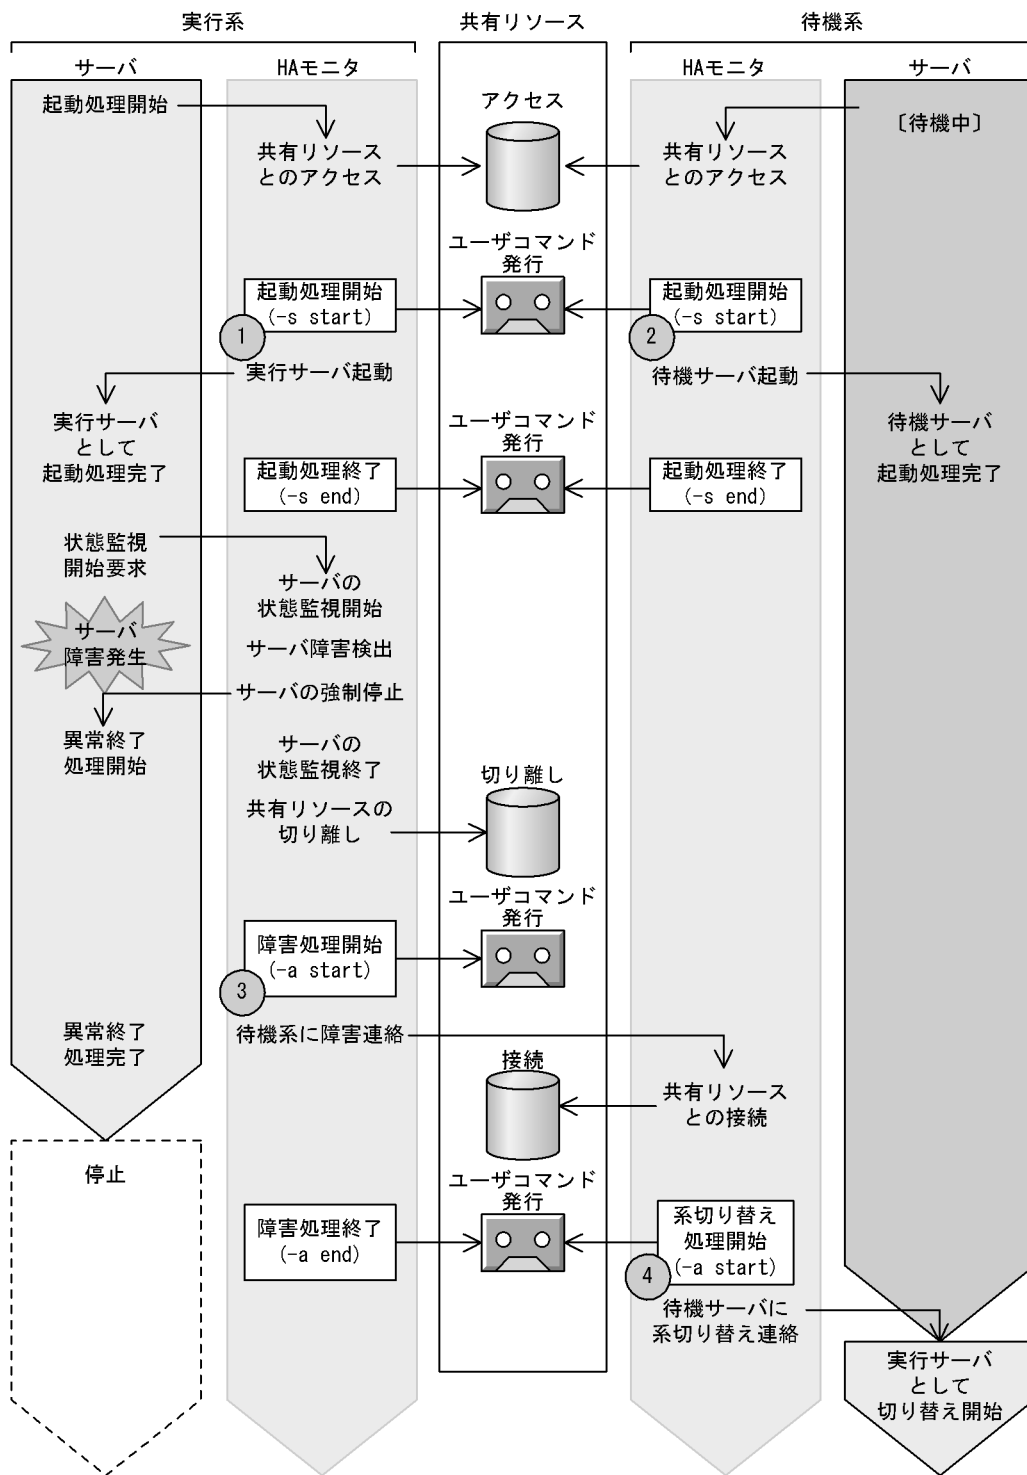 実行系
共有リソース
待機系
サーバ
HAモニタ
HAモニタ
サーバ
起動処理開始
アクセス
〔待機中〕
共有リソース
とのアクセス
共有リソース
とのアクセス
ユーザコマンド
発行
起動処理開始
(-s start)
起動処理開始
(-s start)
1
2
実行サーバ起動
待機サーバ起動
実行サーバ
として
起動処理完了
ユーザコマンド
発行
待機サーバ
として
起動処理完了
起動処理終了
(-s end)
起動処理終了
(-s end)
状態監視
開始要求
サーバの
状態監視開始
サーバ
障害発生
サーバ障害検出
サーバの強制停止
異常終了
処理開始
サーバの
状態監視終了
切り離し
共有リソースの
切り離し
ユーザコマンド
発行
障害処理開始
(-a start)
3
異常終了
処理完了
待機系に障害連絡
接続
共有リソース
との接続
停止
ユーザコマンド
発行
障害処理終了
(-a end)
系切り替え
処理開始
(-a start)
4
待機サーバに
系切り替え連絡
実行サーバ
として
切り替え開始